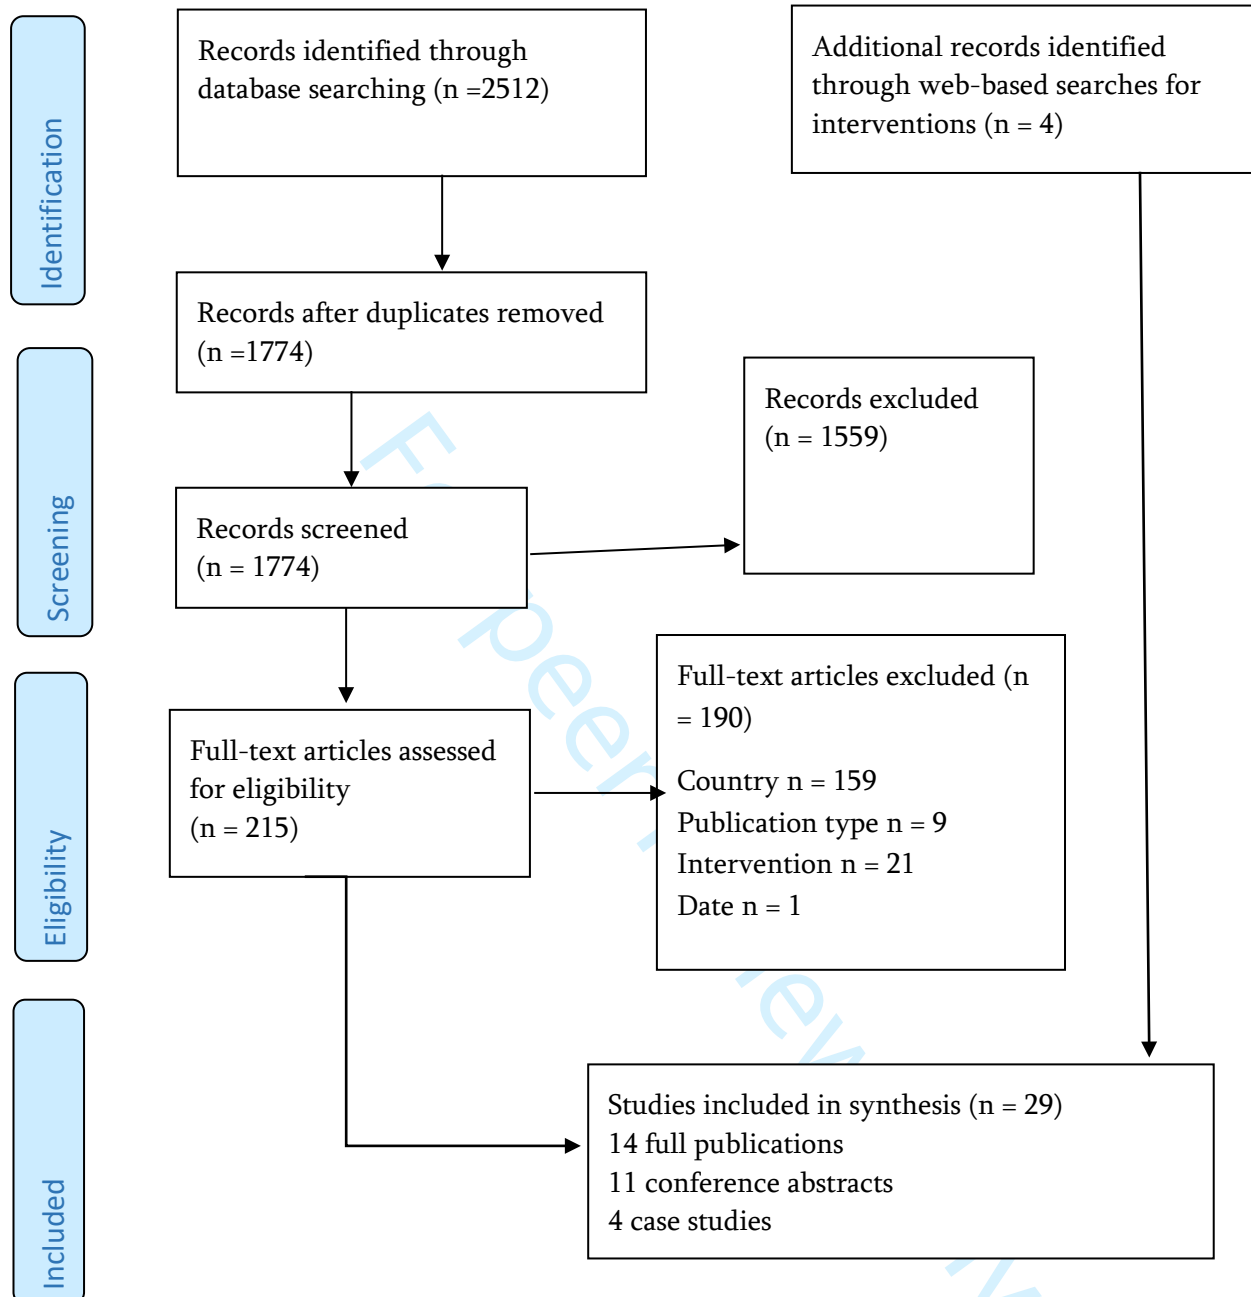 Identification
Records identified through
database searching (n =2512)
Additional records identified
through web-based searches for
interventions (n = 4)
Records after duplicates removed
(n =1774)
Screening
Records screened
(n = 1774)
Records excluded
(n = 1559)
Eligibility
Full-text articles assessed
for eligibility
(n = 215)
Full-text articles excluded (n
= 190)
Country n = 159
Publication type n = 9
Intervention n = 21
Date n = 1
Included
Studies included in synthesis (n = 29)
14 full publications
11 conference abstracts
4 case studies